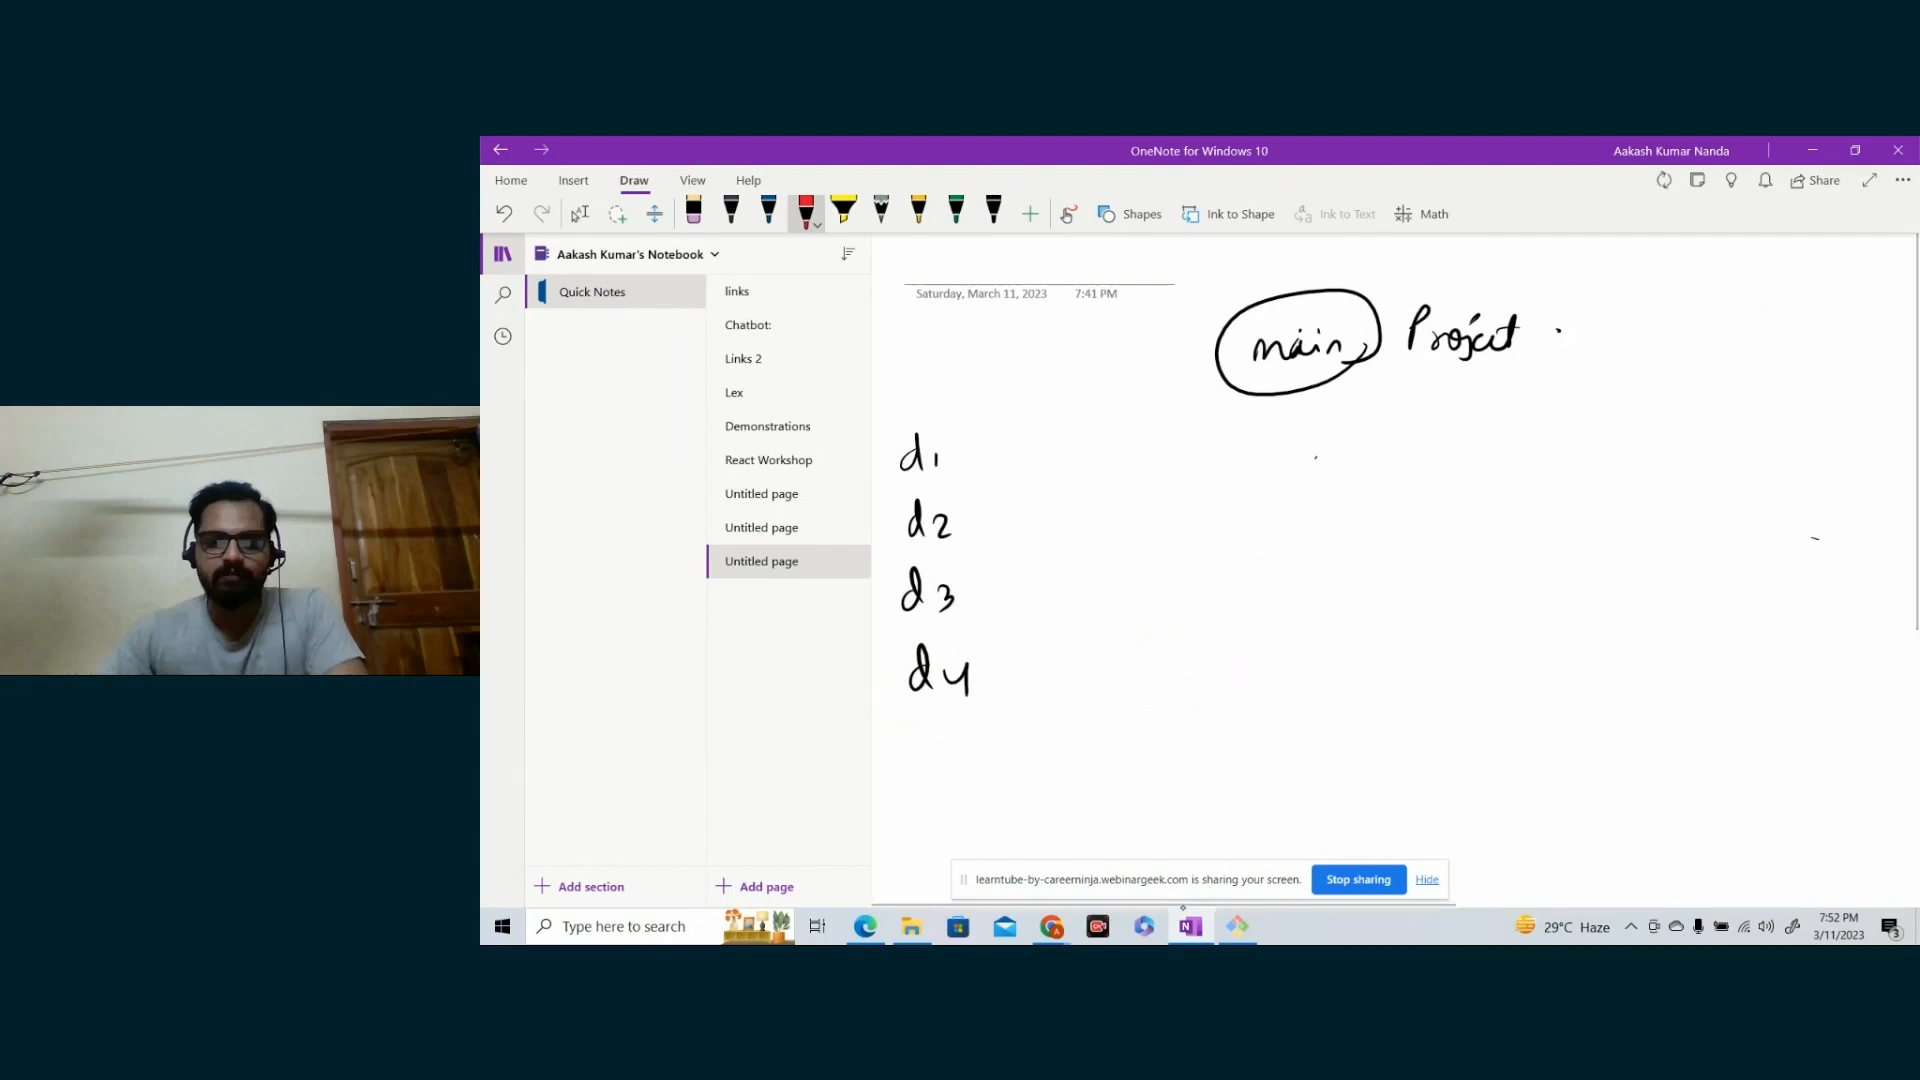 OneNote for Windows 10
Aakash Kumar Nanda
Home Insert Draw View Help
Share
Shapes Ink to Shape Ink to Text Math
Aakash Kumar's Notebook
Quick Notes
links
Chatbot:
Links 2
Lex
Demonstrations
React Workshop
Untitled page
Untitled page
Untitled page
Add section
Add page
Saturday, March 11, 2023 7:41 PM
main Project
d1
d2
d3
d4
learntube-by-careerninja.webinargeek.com is sharing your screen. Stop sharing Hide
Type here to search
29°C Haze
7:52 PM
3/11/2023
3